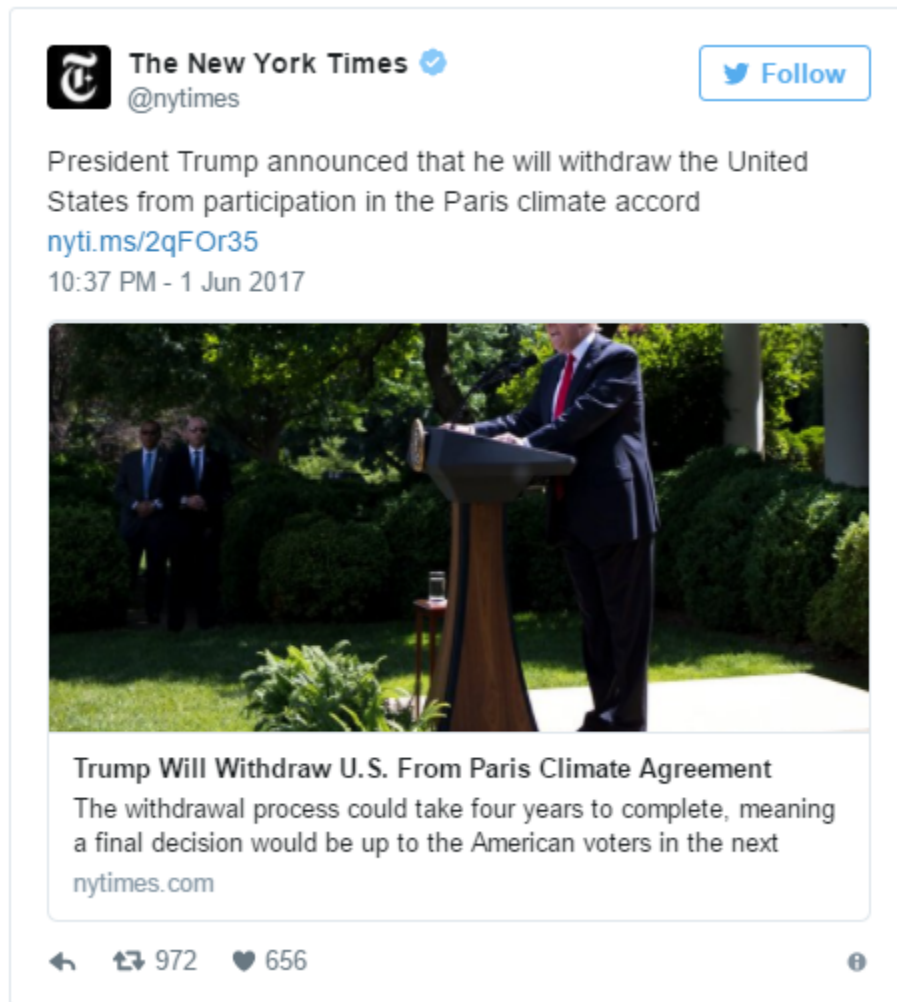 The New York Times
@nytimes
Follow
President Trump announced that he will withdraw the United
States from participation in the Paris climate accord
nyti.ms/2qFOr35
10:37 PM - 1 Jun 2017
Trump Will Withdraw U.S. From Paris Climate Agreement
The withdrawal process could take four years to complete, meaning
a final decision would be up to the American voters in the next
nytimes.com
972 656